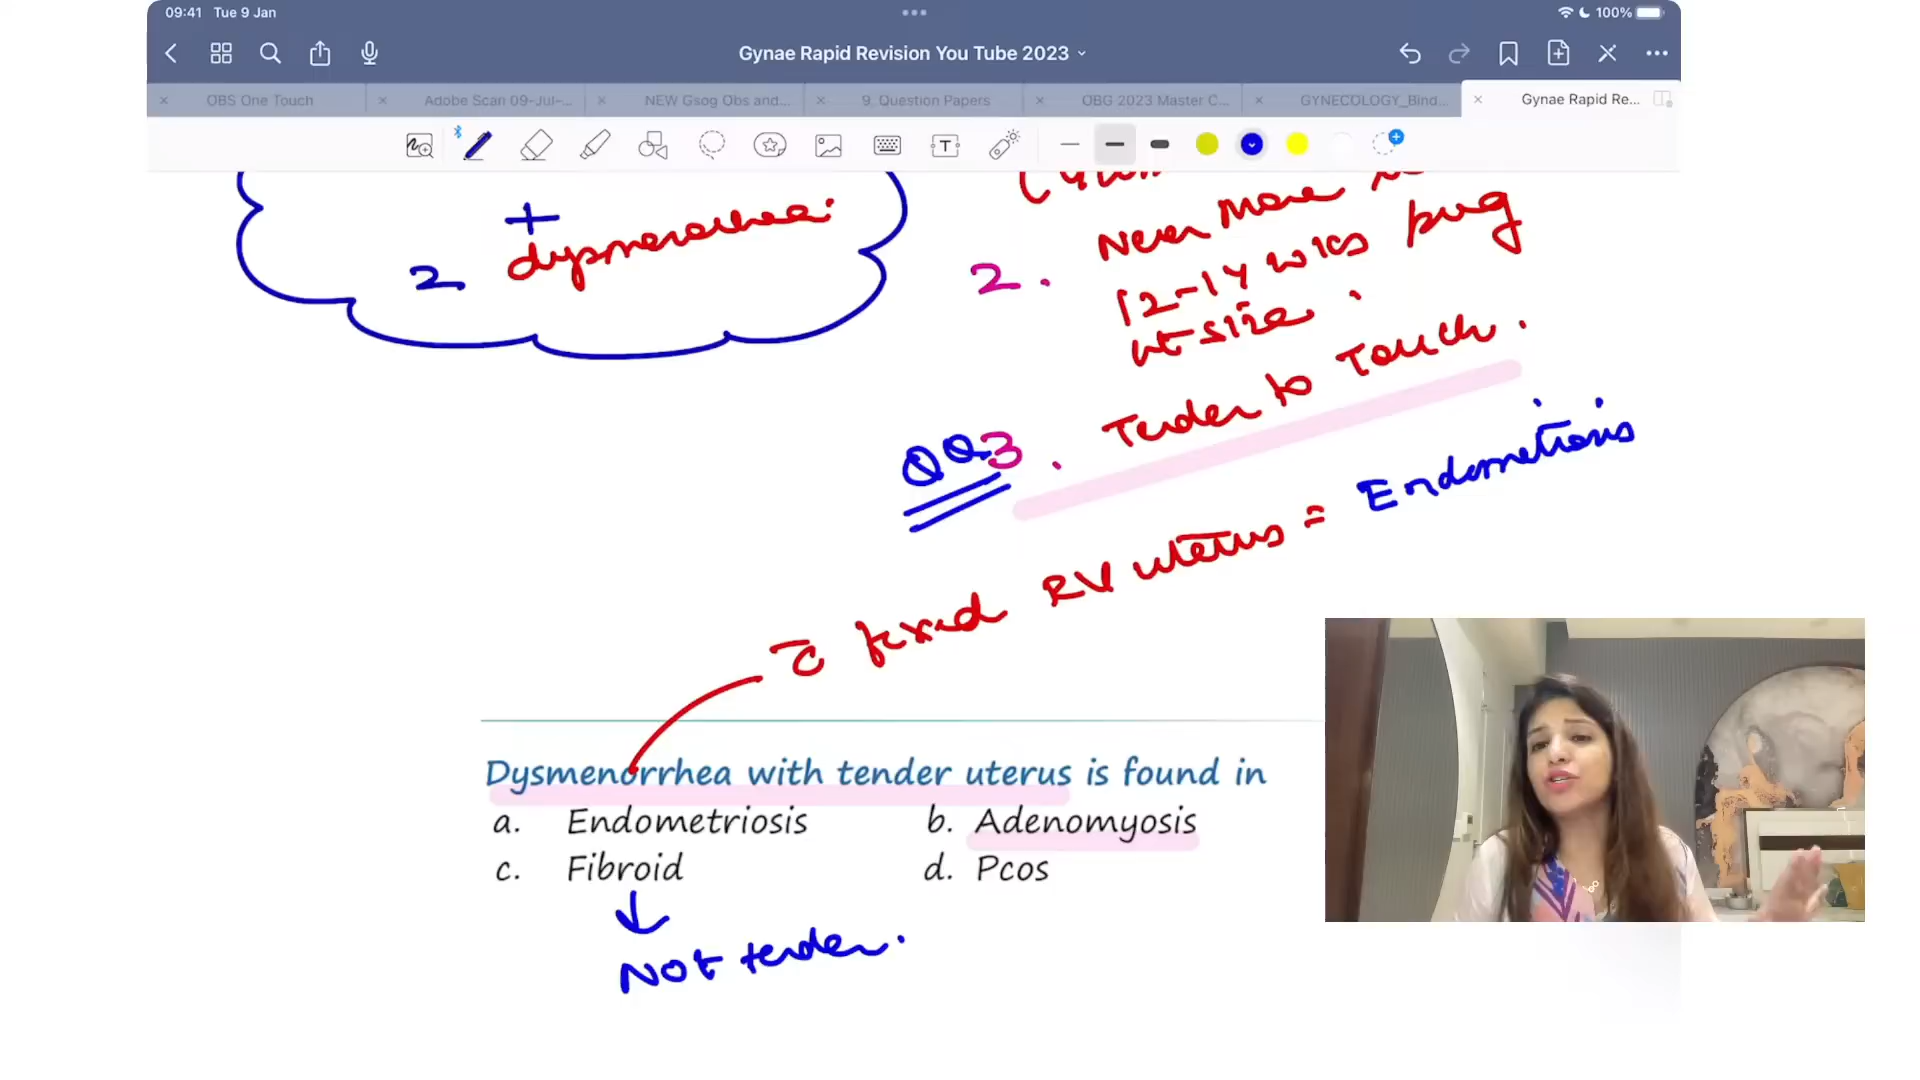 09:41 Tue 9 Jan
100%
Gynae Rapid Revision You Tube 2023
OBS One Touch
Adobe Scan 09-Jul-...
NEW Gsog Obs and...
9. Question Papers
OBG 2023 Master C...
GYNECOLOGY_Bind...
Gynae Rapid Re...
+
2 dysmenorrhea
2. Never More
12-14 wks preg
ut size
QQ 3. Tender to Touch.
c̄ fixed RV uterus = Endometriosis
Dysmenorrhea with tender uterus is found in
a. Endometriosis
b. Adenomyosis
c. Fibroid
d. Pcos
↓
NOT tender.